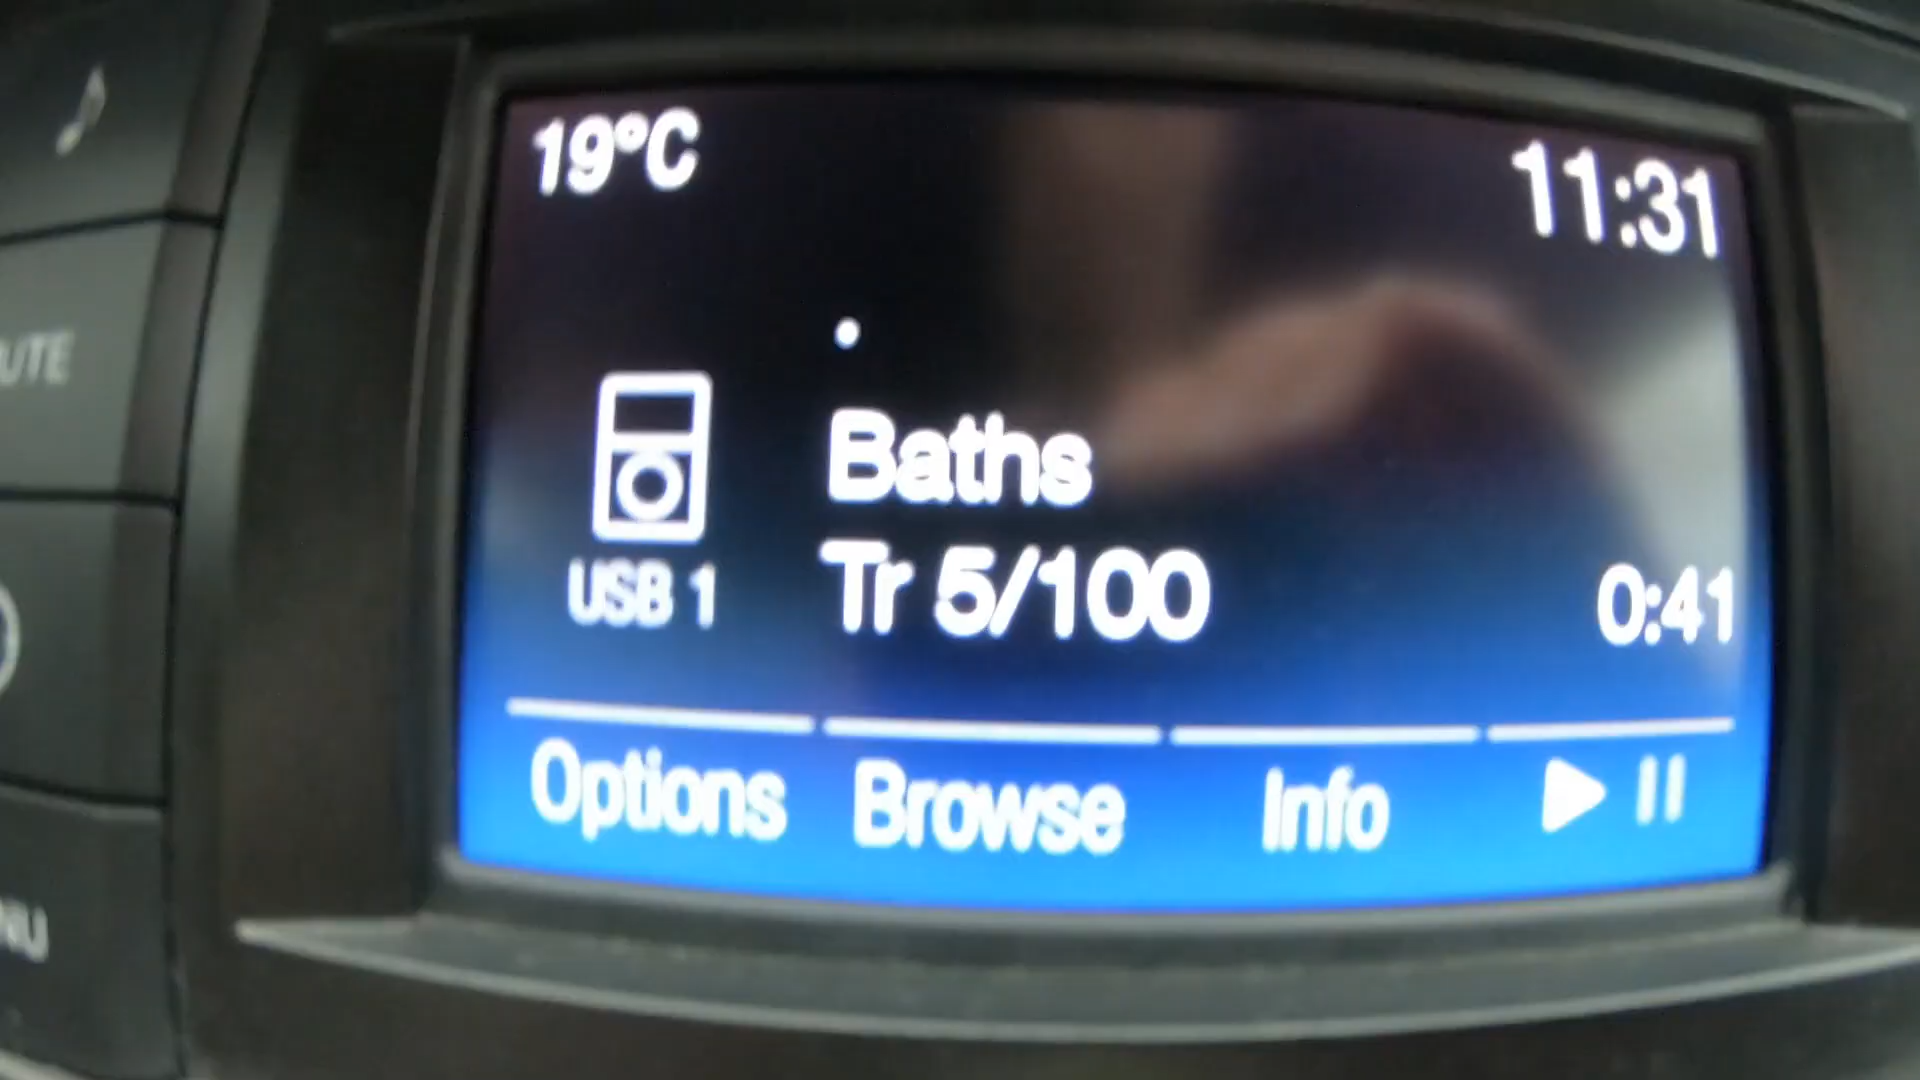 19°C
11:31
.
Baths
USB 1
Tr 5/100
0:41
Options
Browse
Info